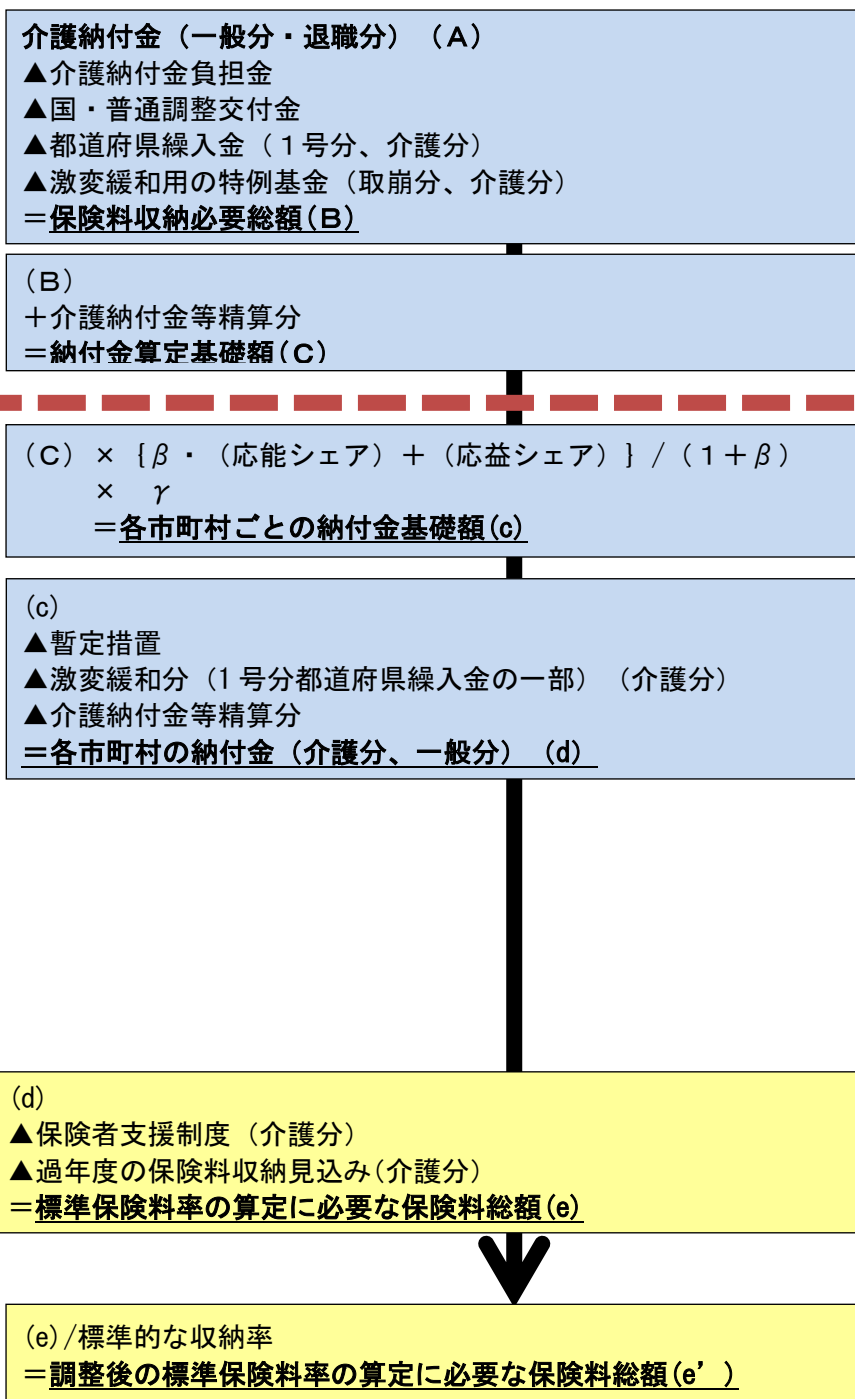 介護納付金（一般分・退職分）（Ａ）
▲介護納付金負担金
▲国・普通調整交付金
▲都道府県繰入金（１号分、介護分）
▲激変緩和用の特例基金（取崩分、介護分）
＝保険料収納必要総額(Ｂ)
（Ｂ）
＋介護納付金等精算分
＝納付金算定基礎額(Ｃ)
（Ｃ）×｛β・（応能シェア）＋（応益シェア）｝/（１＋β）
×　γ
＝各市町村ごとの納付金基礎額(c)
(c)
▲暫定措置
▲激変緩和分（1 号分都道府県繰入金の一部）（介護分）
▲介護納付金等精算分
＝各市町村の納付金（介護分、一般分）(d)
(d)
▲保険者支援制度（介護分）
▲過年度の保険料収納見込み(介護分）
＝標準保険料率の算定に必要な保険料総額(e)
(e)/標準的な収納率
＝調整後の標準保険料率の算定に必要な保険料総額(e’)